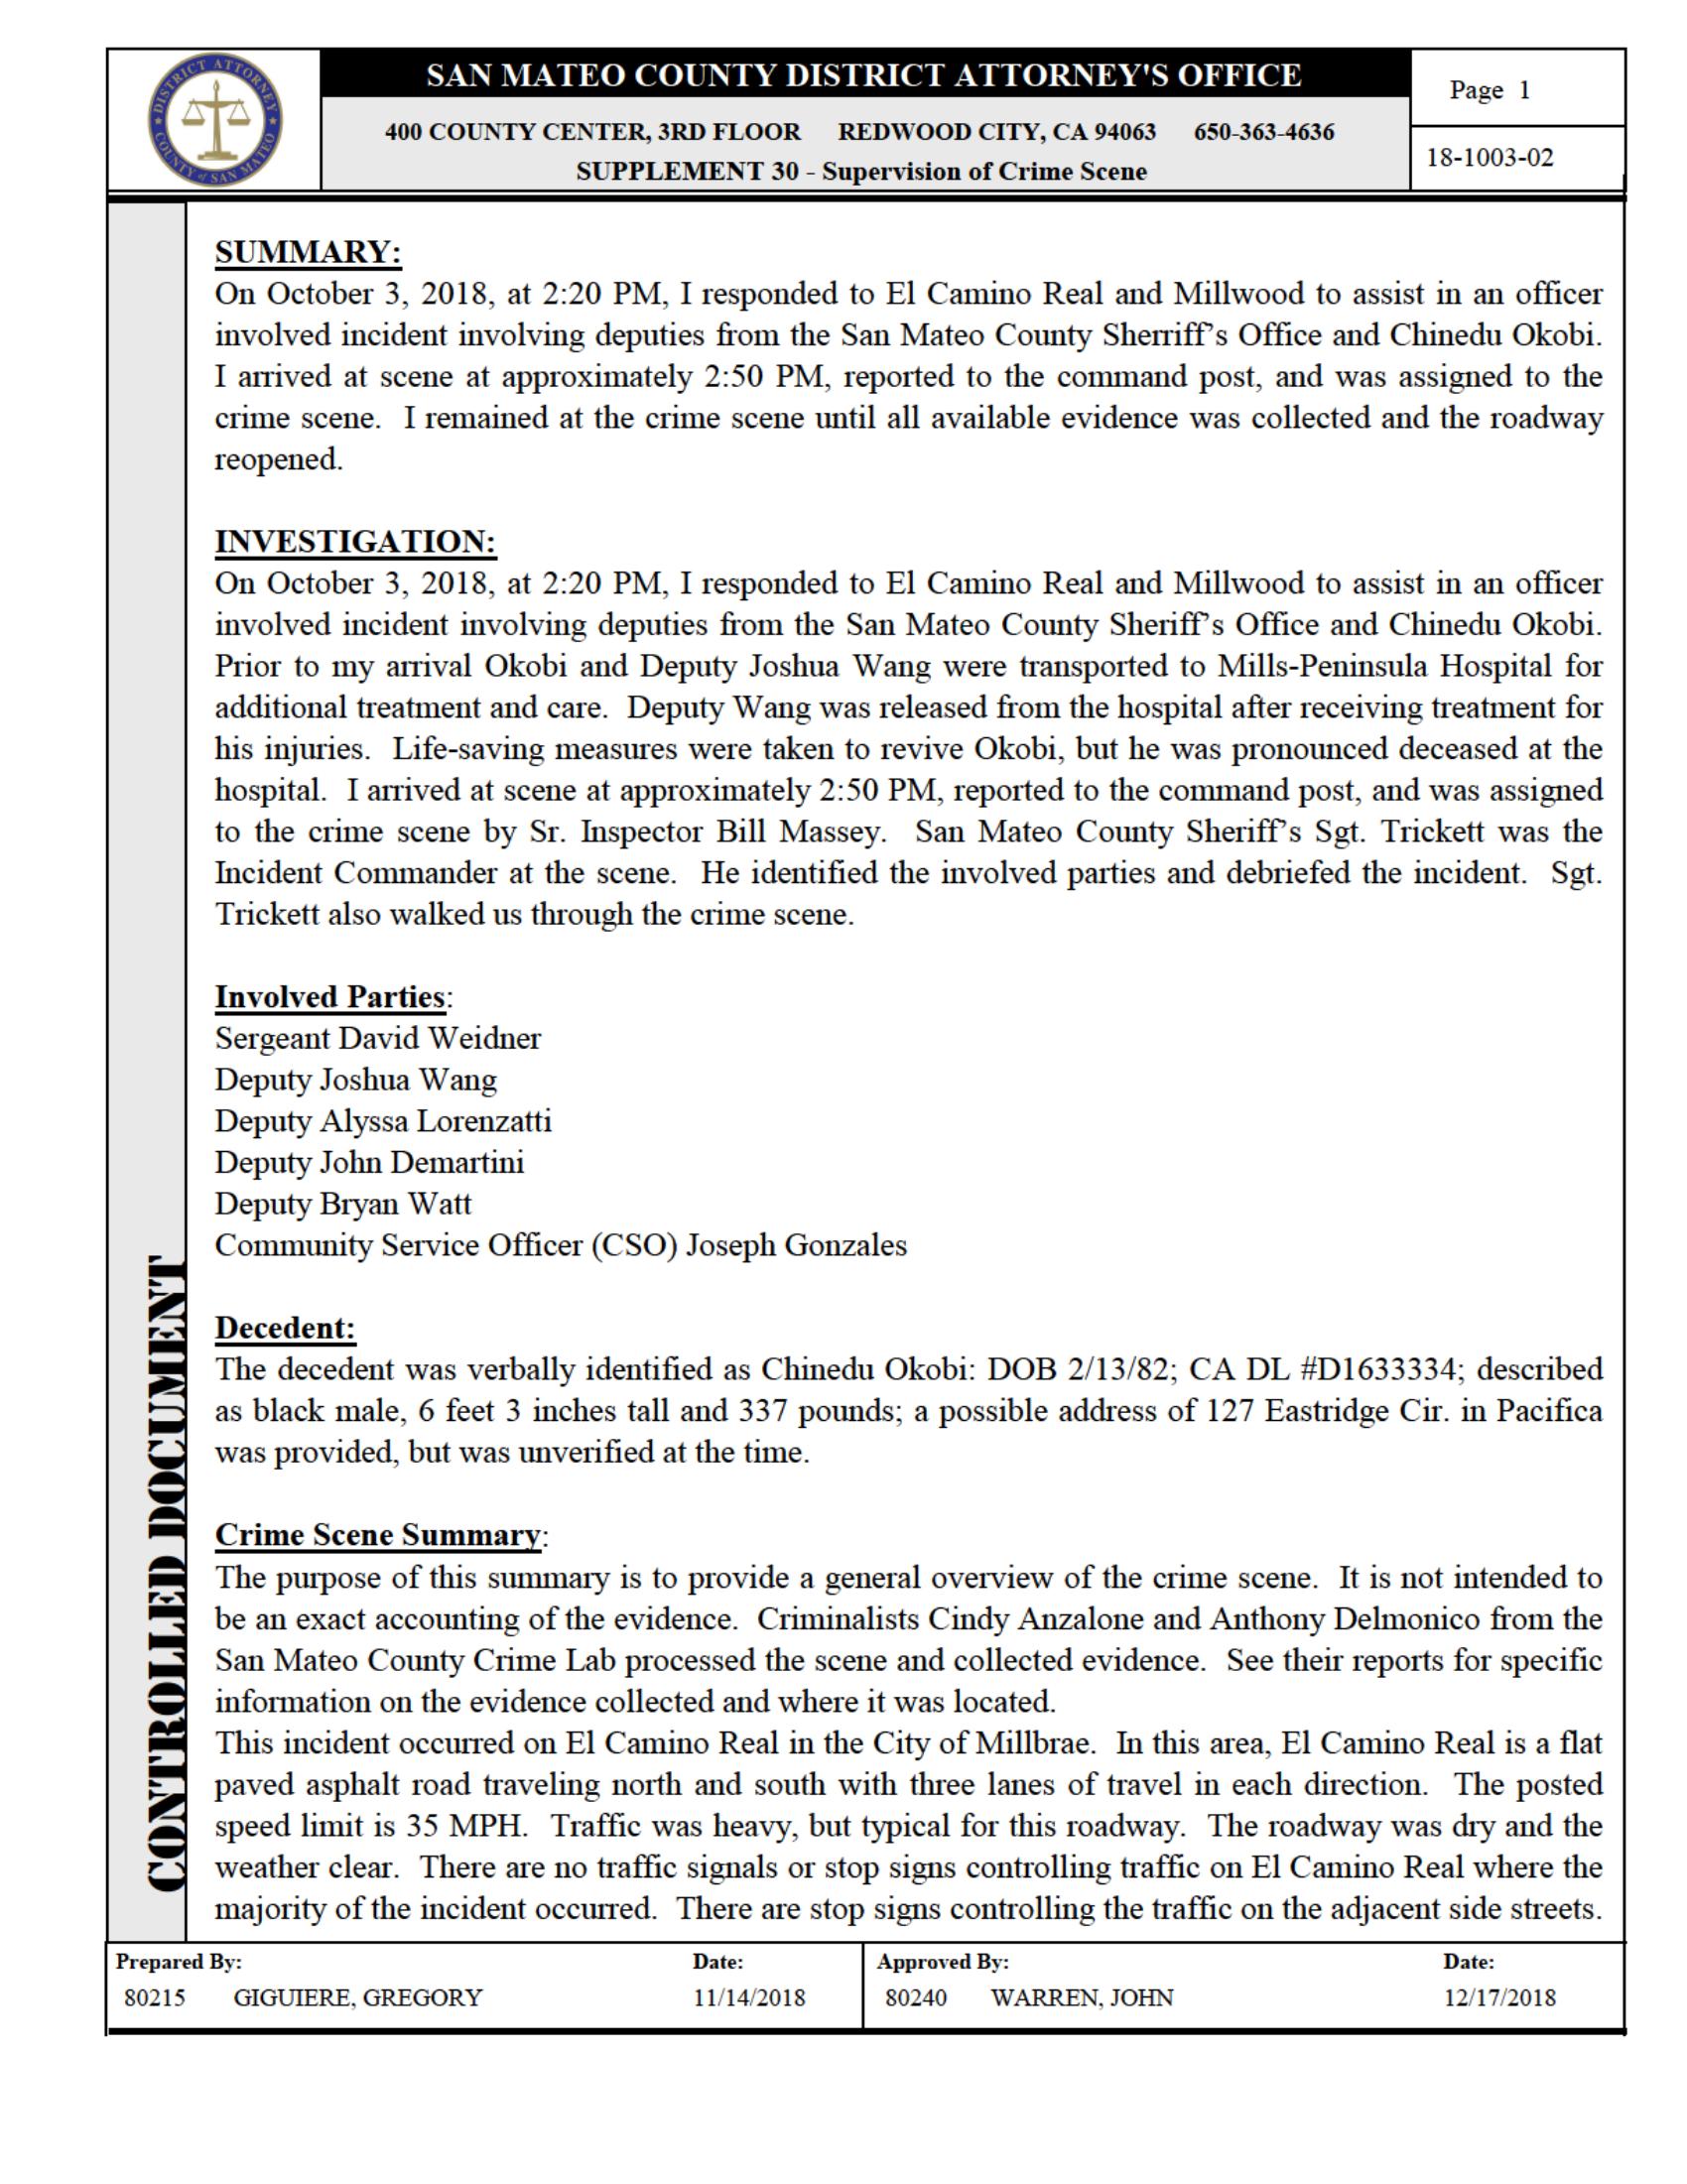 DISTRICT ATTORNEY
COUNTY of SAN MATEO
SAN MATEO COUNTY DISTRICT ATTORNEY'S OFFICE
400 COUNTY CENTER, 3RD FLOOR REDWOOD CITY, CA 94063 650-363-4636
SUPPLEMENT 30 - Supervision of Crime Scene
Page 1
18-1003-02
SUMMARY:
On October 3, 2018, at 2:20 PM, I responded to El Camino Real and Millwood to assist in an officer
involved incident involving deputies from the San Mateo County Sherriff's Office and Chinedu Okobi.
I arrived at scene at approximately 2:50 PM, reported to the command post, and was assigned to the
crime scene. I remained at the crime scene until all available evidence was collected and the roadway
reopened.
INVESTIGATION:
On October 3, 2018, at 2:20 PM, I responded to El Camino Real and Millwood to assist in an officer
involved incident involving deputies from the San Mateo County Sheriff's Office and Chinedu Okobi.
Prior to my arrival Okobi and Deputy Joshua Wang were transported to Mills-Peninsula Hospital for
additional treatment and care. Deputy Wang was released from the hospital after receiving treatment for
his injuries. Life-saving measures were taken to revive Okobi, but he was pronounced deceased at the
hospital. I arrived at scene at approximately 2:50 PM, reported to the command post, and was assigned
to the crime scene by Sr. Inspector Bill Massey. San Mateo County Sheriff's Sgt. Trickett was the
Incident Commander at the scene. He identified the involved parties and debriefed the incident. Sgt.
Trickett also walked us through the crime scene.
Involved Parties:
Sergeant David Weidner
Deputy Joshua Wang
Deputy Alyssa Lorenzatti
Deputy John Demartini
Deputy Bryan Watt
Community Service Officer (CSO) Joseph Gonzales
Decedent:
The decedent was verbally identified as Chinedu Okobi: DOB 2/13/82; CA DL #D1633334; described
as black male, 6 feet 3 inches tall and 337 pounds; a possible address of 127 Eastridge Cir. in Pacifica
was provided, but was unverified at the time.
Crime Scene Summary:
The purpose of this summary is to provide a general overview of the crime scene. It is not intended to
be an exact accounting of the evidence. Criminalists Cindy Anzalone and Anthony Delmonico from the
San Mateo County Crime Lab processed the scene and collected evidence. See their reports for specific
information on the evidence collected and where it was located.
This incident occurred on El Camino Real in the City of Millbrae. In this area, El Camino Real is a flat
paved asphalt road traveling north and south with three lanes of travel in each direction. The posted
speed limit is 35 MPH. Traffic was heavy, but typical for this roadway. The roadway was dry and the
weather clear. There are no traffic signals or stop signs controlling traffic on El Camino Real where the
majority of the incident occurred. There are stop signs controlling the traffic on the adjacent side streets.
CONTROLLED DOCUMENT
Prepared By: Date: Approved By: Date:
80215 GIGUIERE, GREGORY 11/14/2018 80240 WARREN, JOHN 12/17/2018